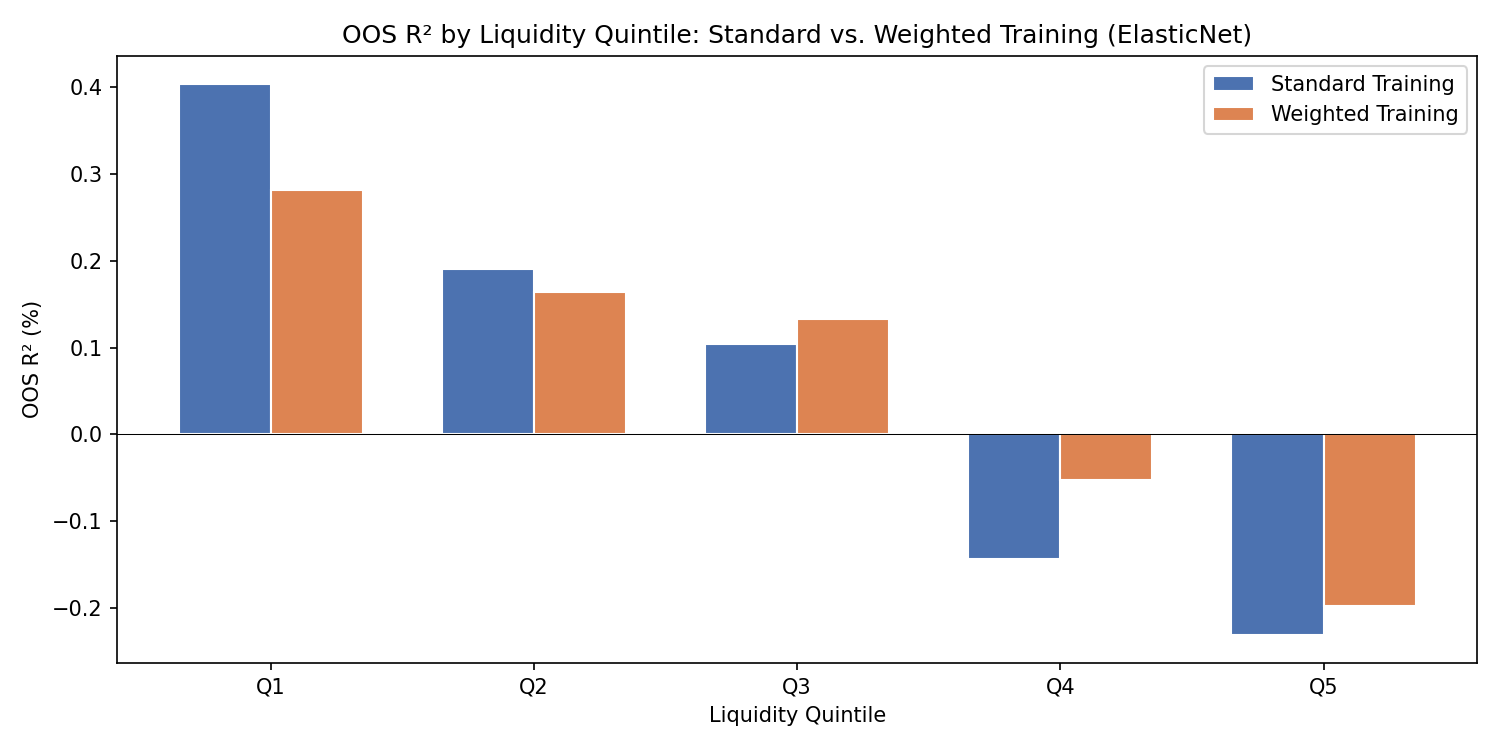 OOS R² by Liquidity Quintile: Standard vs. Weighted Training (ElasticNet)
Standard Training
Weighted Training
OOS R² (%)
0.4
0.3
0.2
0.1
0.0
−0.1
−0.2
Q1 Q2 Q3 Q4 Q5
Liquidity Quintile